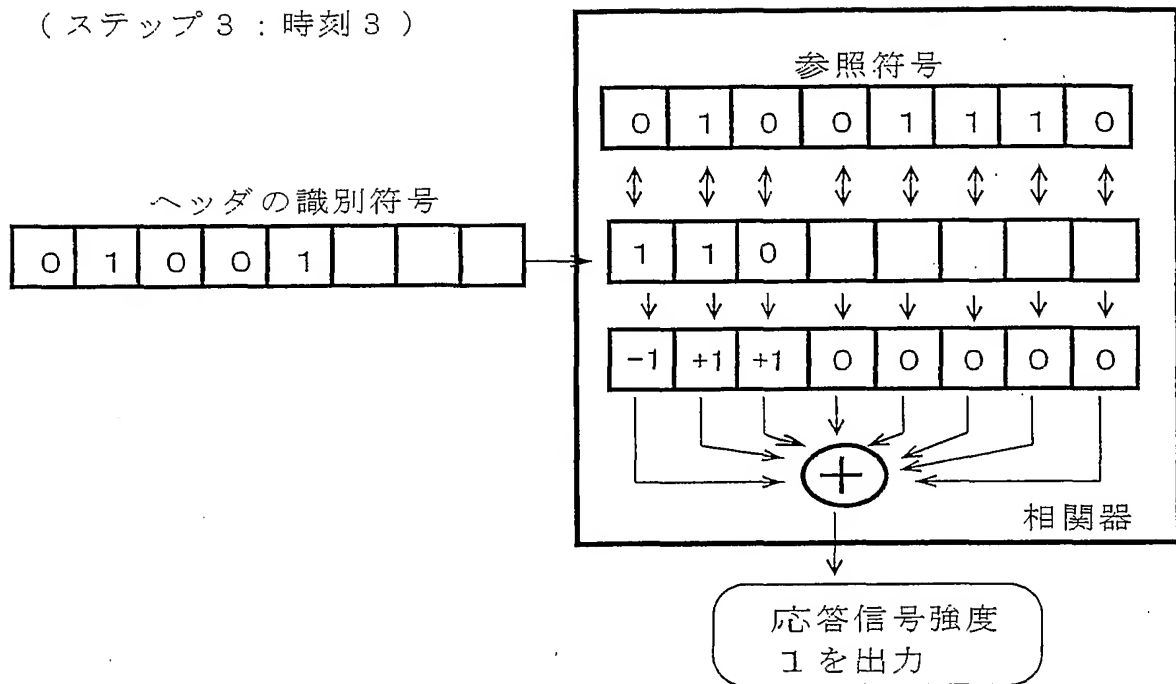 (ステップ3:時刻3)
参照符号
0 1 0 0 1 1 1 0
ヘッダの識別符号
0 1 0 0 1
1 1 0
-1 +1 +1 0 0 0 0 0
+
相関器
応答信号強度
1を出力